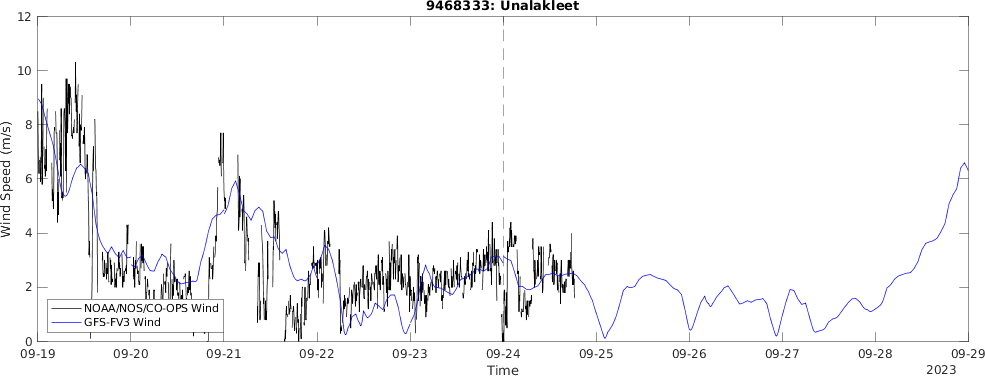 9468333: Unalakleet
Wind Speed (m/s)
12
10
8
6
4
2
0
NOAA/NOS/CO-OPS Wind
GFS-FV3 Wind
09-19 09-20 09-21 09-22 09-23 09-24 09-25 09-26 09-27 09-28 09-29
Time
2023